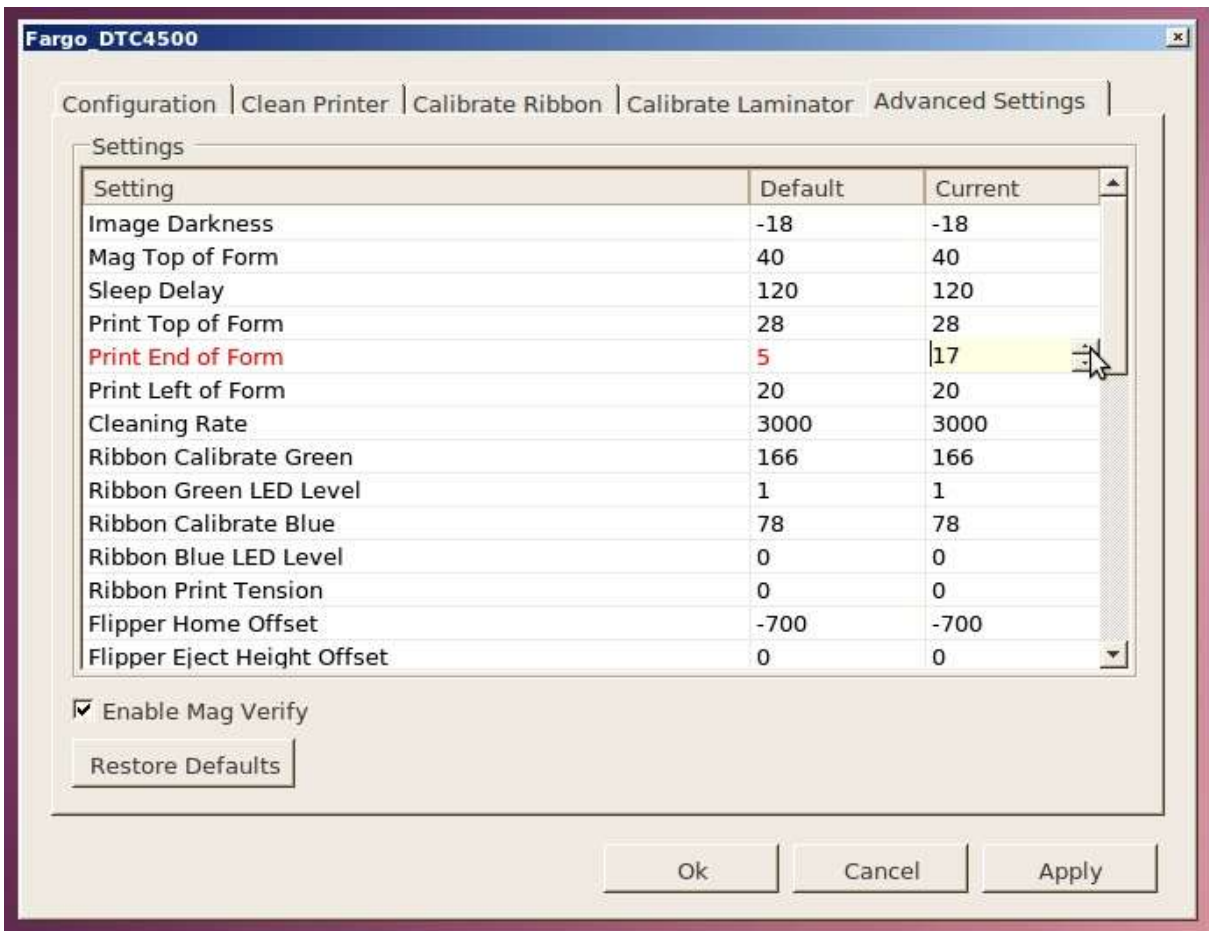 Fargo_DTC4500
Configuration Clean Printer Calibrate Ribbon Calibrate Laminator Advanced Settings
Settings
Setting Default Current
Image Darkness -18 -18
Mag Top of Form 40 40
Sleep Delay 120 120
Print Top of Form 28 28
Print End of Form 5 17
Print Left of Form 20 20
Cleaning Rate 3000 3000
Ribbon Calibrate Green 166 166
Ribbon Green LED Level 1 1
Ribbon Calibrate Blue 78 78
Ribbon Blue LED Level 0 0
Ribbon Print Tension 0 0
Flipper Home Offset -700 -700
Flipper Eject Height Offset 0 0
Enable Mag Verify
Restore Defaults
Ok Cancel Apply